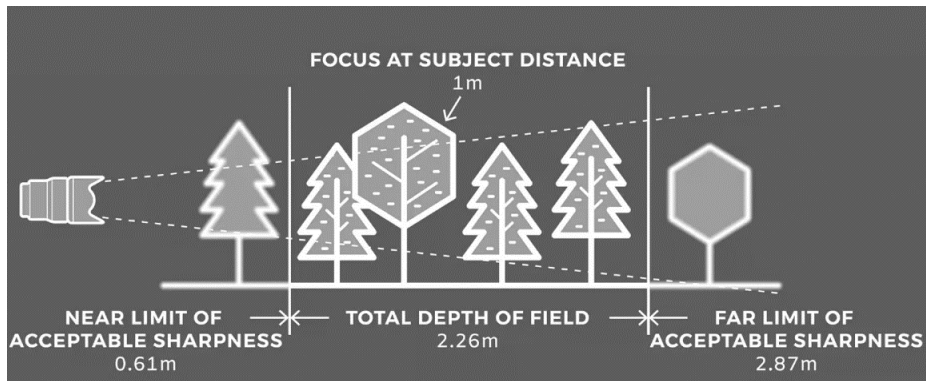 FOCUS AT SUBJECT DISTANCE
1m
NEAR LIMIT OF
ACCEPTABLE SHARPNESS
0.61m
TOTAL DEPTH OF FIELD
2.26m
FAR LIMIT OF
ACCEPTABLE SHARPNESS
2.87m